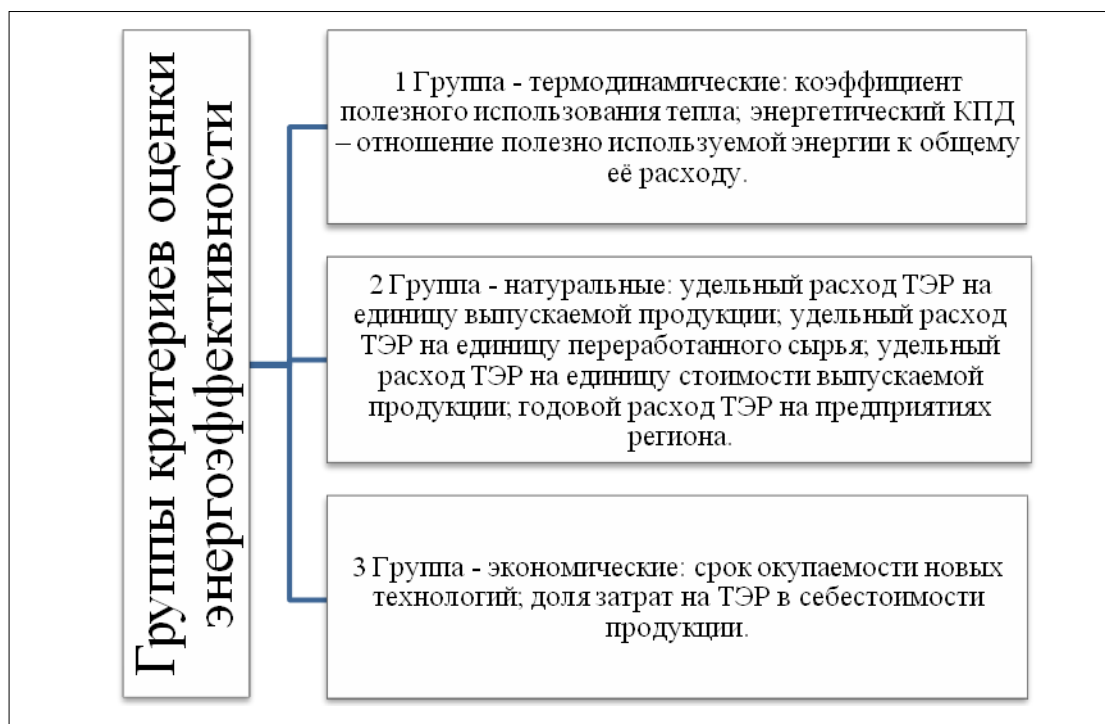 Группы критериев оценки
энергоэффективности
1 Группа - термодинамические: коэффициент
полезного использования тепла; энергетический КПД
– отношение полезно используемой энергии к общему
её расходу.
2 Группа - натуральные: удельный расход ТЭР на
единицу выпускаемой продукции; удельный расход
ТЭР на единицу переработанного сырья; удельный
расход ТЭР на единицу стоимости выпускаемой
продукции; годовой расход ТЭР на предприятиях
региона.
3 Группа - экономические: срок окупаемости новых
технологий; доля затрат на ТЭР в себестоимости
продукции.